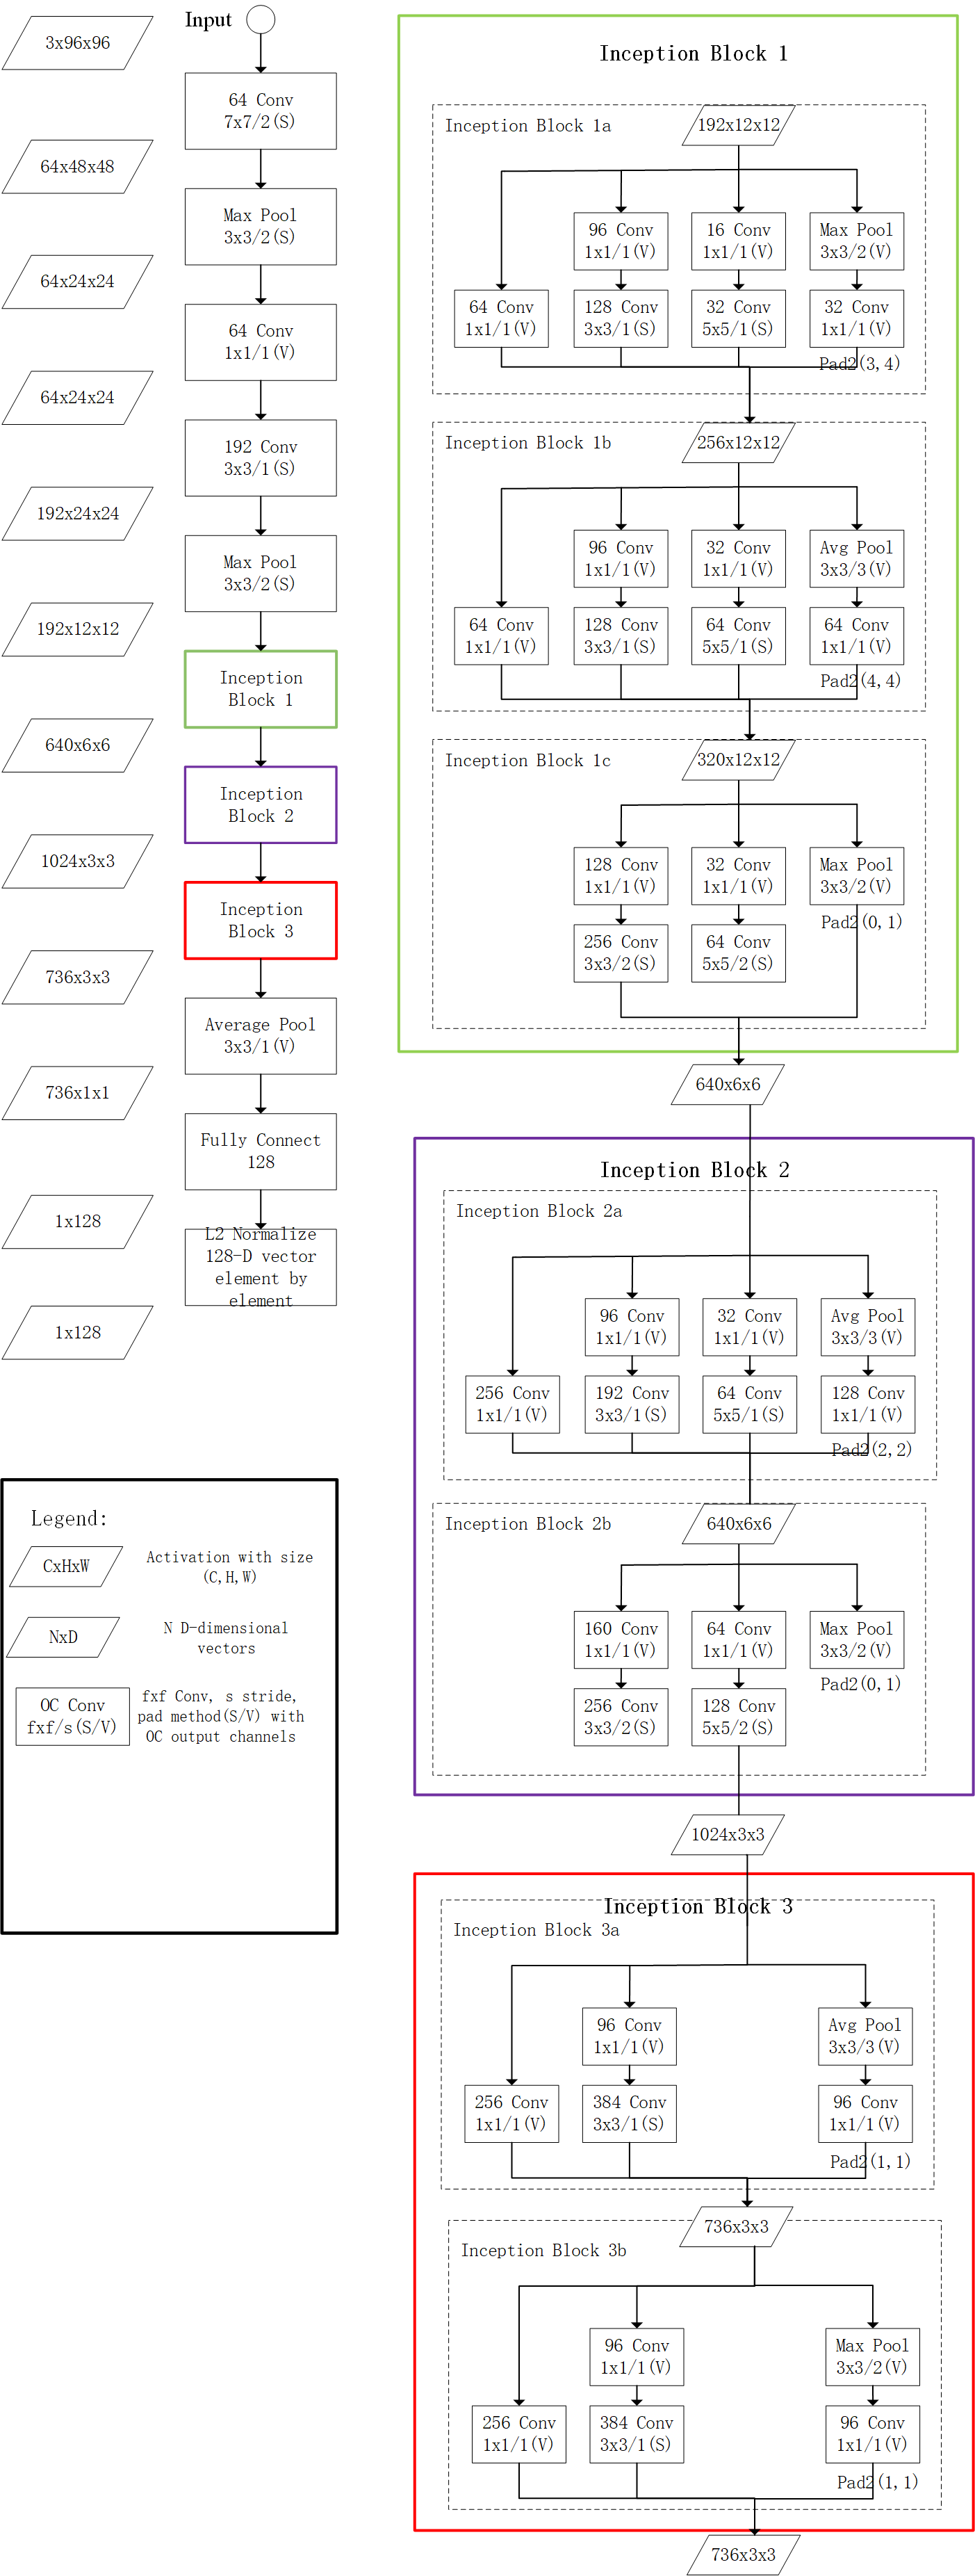 Input
3x96x96
64 Conv
7x7/2(S)
64x48x48
Max Pool
3x3/2(S)
64x24x24
64 Conv
1x1/1(V)
64x24x24
192 Conv
3x3/1(S)
192x24x24
Max Pool
3x3/2(S)
192x12x12
Inception
Block 1
640x6x6
Inception
Block 2
1024x3x3
Inception
Block 3
736x3x3
Average Pool
3x3/1(V)
736x1x1
Fully Connect
128
1x128
L2 Normalize
128-D vector
element by
element
1x128
Legend:
CxHxW
Activation with size
(C,H,W)
NxD
N D-dimensional
vectors
OC Conv
fxf/s(S/V)
fxf Conv, s stride,
pad method(S/V) with
OC output channels
Inception Block 1
Inception Block 1a
192x12x12
96 Conv
1x1/1(V)
16 Conv
1x1/1(V)
Max Pool
3x3/2(V)
64 Conv
1x1/1(V)
128 Conv
3x3/1(S)
32 Conv
5x5/1(S)
32 Conv
1x1/1(V)
Pad2(3,4)
Inception Block 1b
256x12x12
96 Conv
1x1/1(V)
32 Conv
1x1/1(V)
Avg Pool
3x3/3(V)
64 Conv
1x1/1(V)
128 Conv
3x3/1(S)
64 Conv
5x5/1(S)
64 Conv
1x1/1(V)
Pad2(4,4)
Inception Block 1c
320x12x12
128 Conv
1x1/1(V)
32 Conv
1x1/1(V)
Max Pool
3x3/2(V)
Pad2(0,1)
256 Conv
3x3/2(S)
64 Conv
5x5/2(S)
640x6x6
Inception Block 2
Inception Block 2a
96 Conv
1x1/1(V)
32 Conv
1x1/1(V)
Avg Pool
3x3/3(V)
256 Conv
1x1/1(V)
192 Conv
3x3/1(S)
64 Conv
5x5/1(S)
128 Conv
1x1/1(V)
Pad2(2,2)
Inception Block 2b
640x6x6
160 Conv
1x1/1(V)
64 Conv
1x1/1(V)
Max Pool
3x3/2(V)
Pad2(0,1)
256 Conv
3x3/2(S)
128 Conv
5x5/2(S)
1024x3x3
Inception Block 3
Inception Block 3a
96 Conv
1x1/1(V)
Avg Pool
3x3/3(V)
256 Conv
1x1/1(V)
384 Conv
3x3/1(S)
96 Conv
1x1/1(V)
Pad2(1,1)
736x3x3
Inception Block 3b
96 Conv
1x1/1(V)
Max Pool
3x3/2(V)
256 Conv
1x1/1(V)
384 Conv
3x3/1(S)
96 Conv
1x1/1(V)
Pad2(1,1)
736x3x3